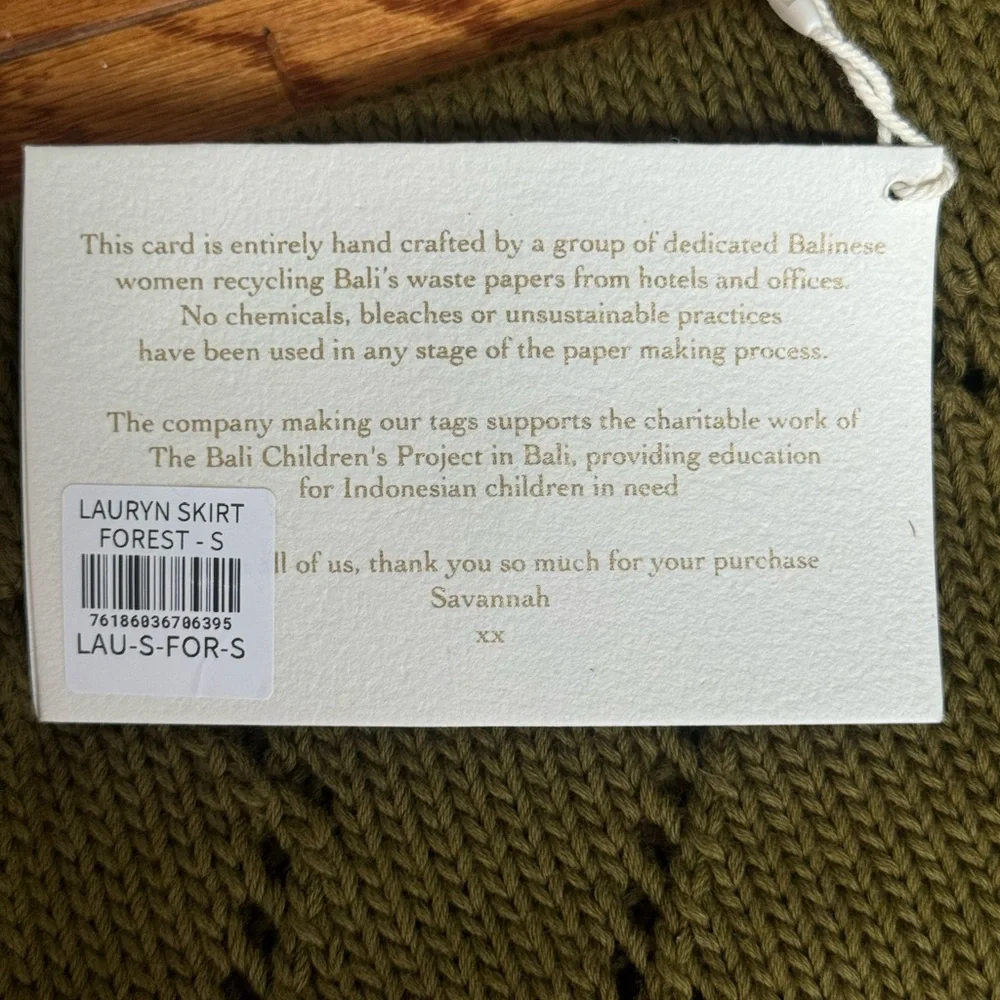 This card is entirely hand crafted by a group of dedicated Balinese
women recycling Bali's waste papers from hotels and offices.
No chemicals, bleaches or unsustainable practices
have been used in any stage of the paper making process.
The company making our tags supports the charitable work of
The Bali Children's Project in Bali, providing education
for Indonesian children in need
ll of us, thank you so much for your purchase
Savannah
xx
LAURYN SKIRT
FOREST - S
76186036706395
LAU-S-FOR-S